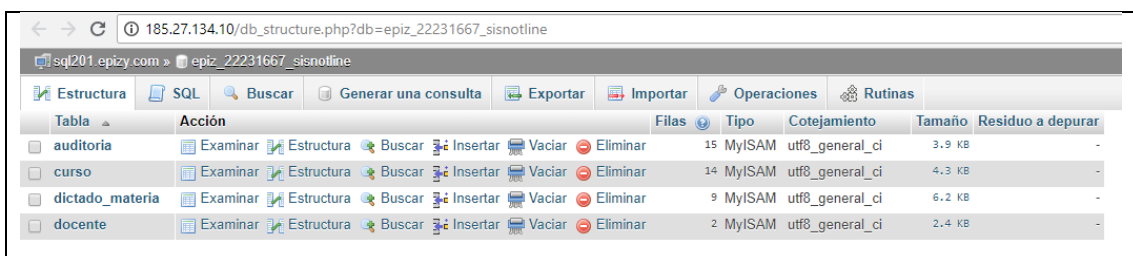 185.27.134.10/db_structure.php?db=epiz_22231667_sisnotline
sql201.epizy.com » epiz_22231667_sisnotline
Estructura SQL Buscar Generar una consulta Exportar Importar Operaciones Rutinas
Tabla Acción Filas Tipo Cotejamiento Tamaño Residuo a depurar
auditoria Examinar Estructura Buscar Insertar Vaciar Eliminar 15 MyISAM utf8_general_ci 3.9 KB -
curso Examinar Estructura Buscar Insertar Vaciar Eliminar 14 MyISAM utf8_general_ci 4.3 KB -
dictado_materia Examinar Estructura Buscar Insertar Vaciar Eliminar 9 MyISAM utf8_general_ci 6.2 KB -
docente Examinar Estructura Buscar Insertar Vaciar Eliminar 2 MyISAM utf8_general_ci 2.4 KB -